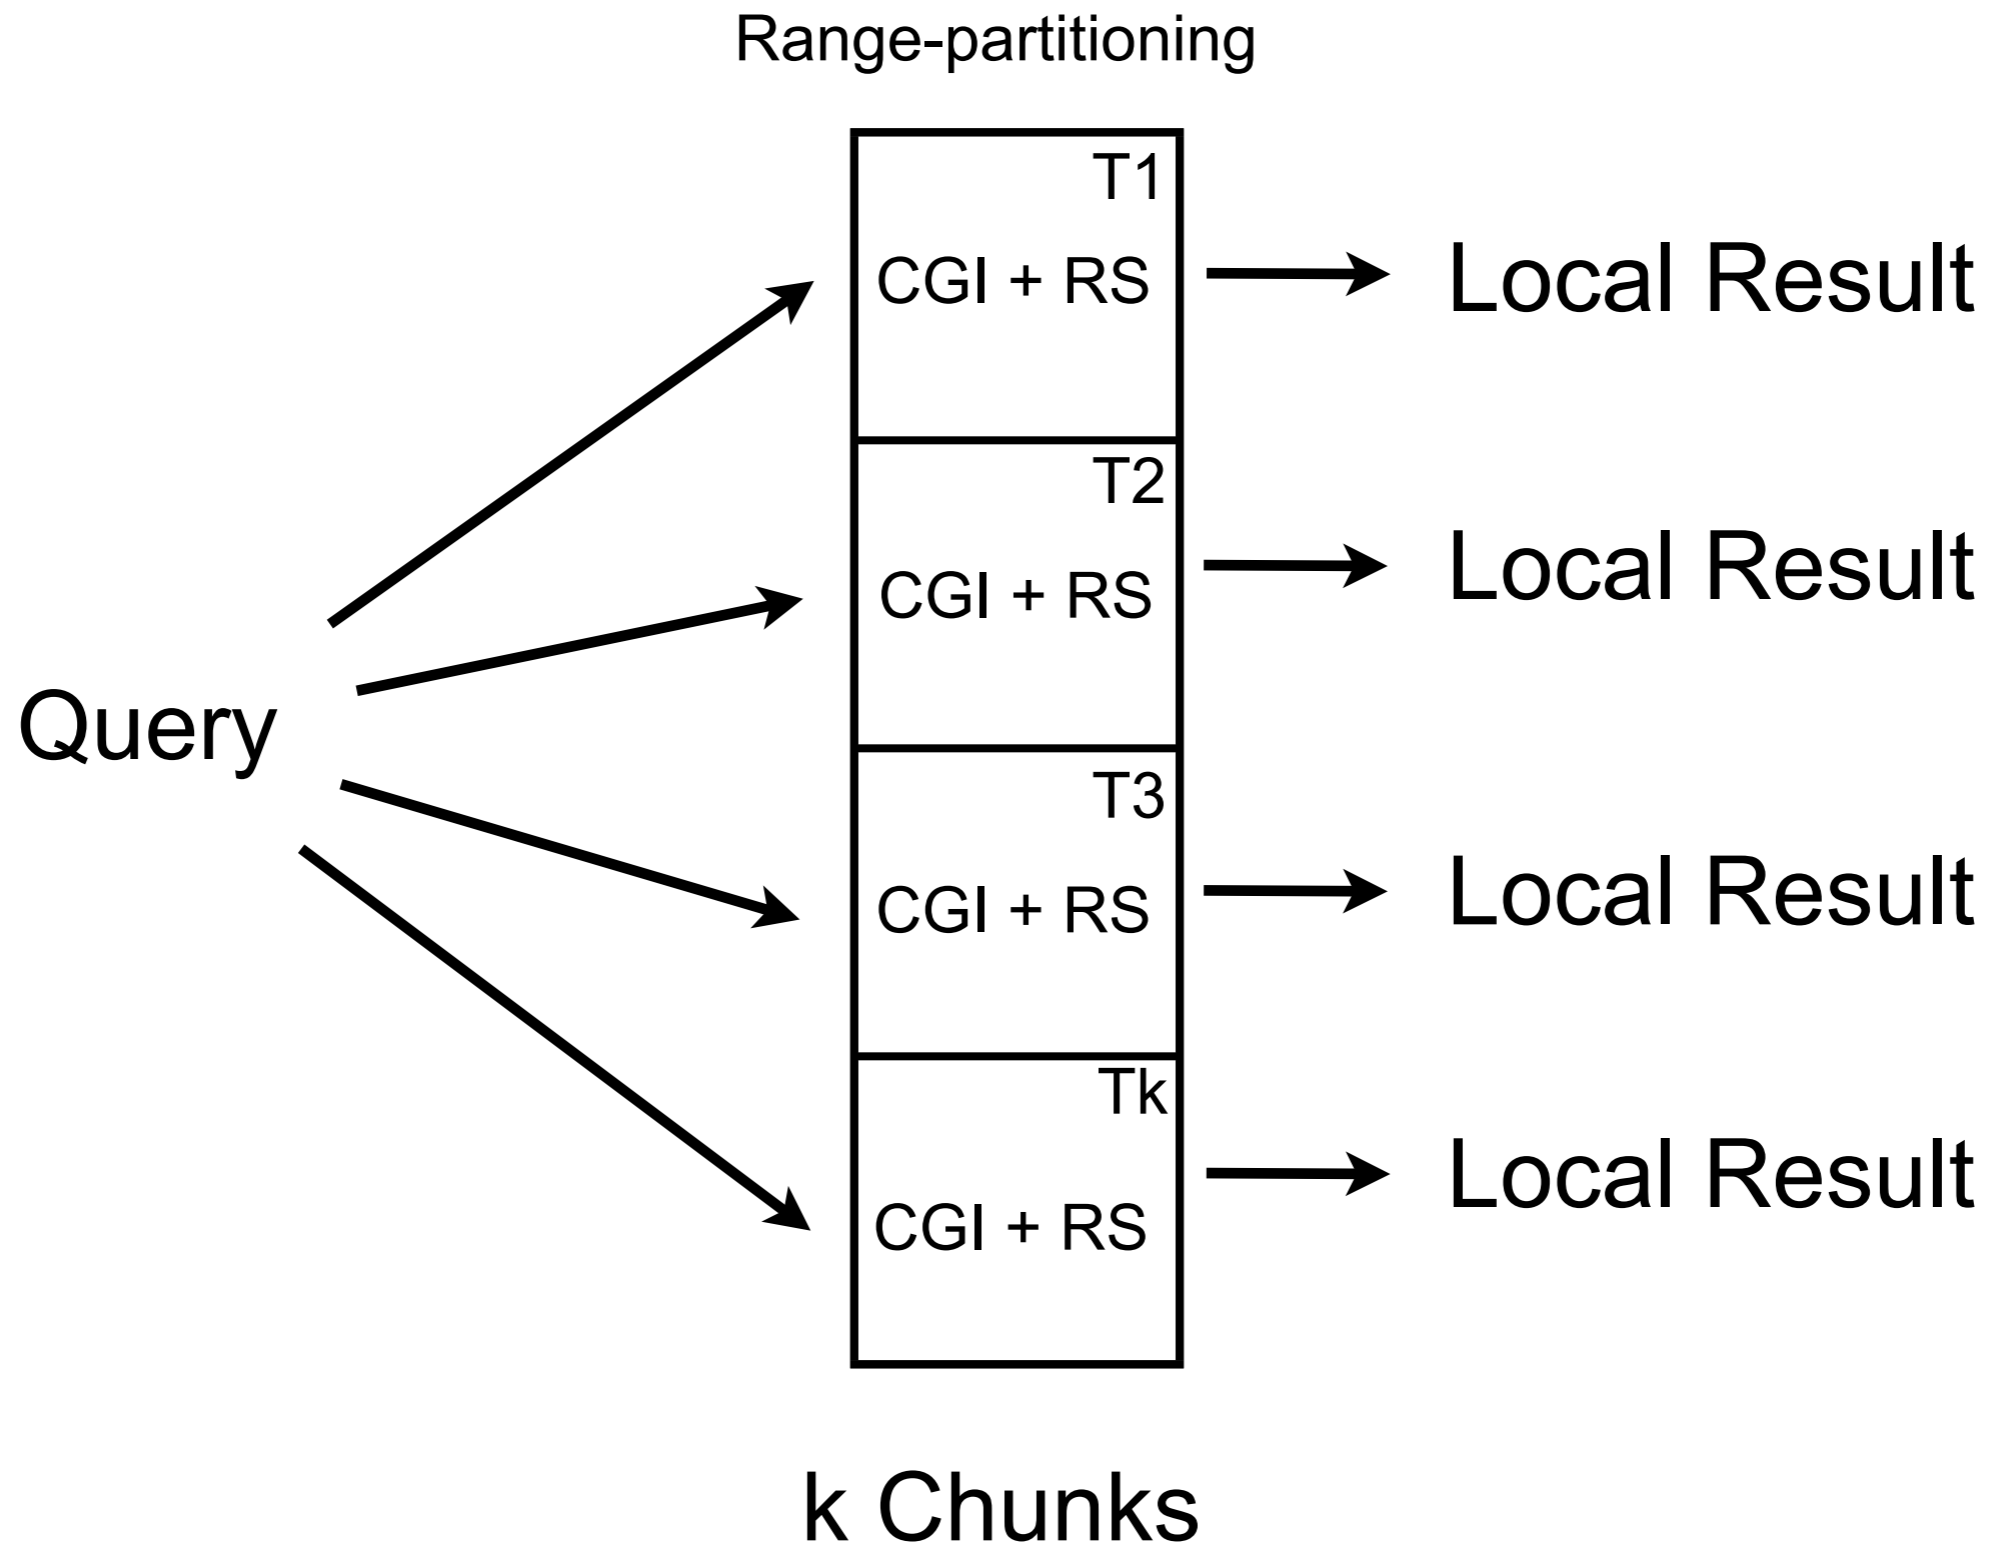 Range-partitioning
T1
CGI + RS
Local Result
T2
CGI + RS
Local Result
Query
T3
CGI + RS
Local Result
Tk
CGI + RS
Local Result
k Chunks